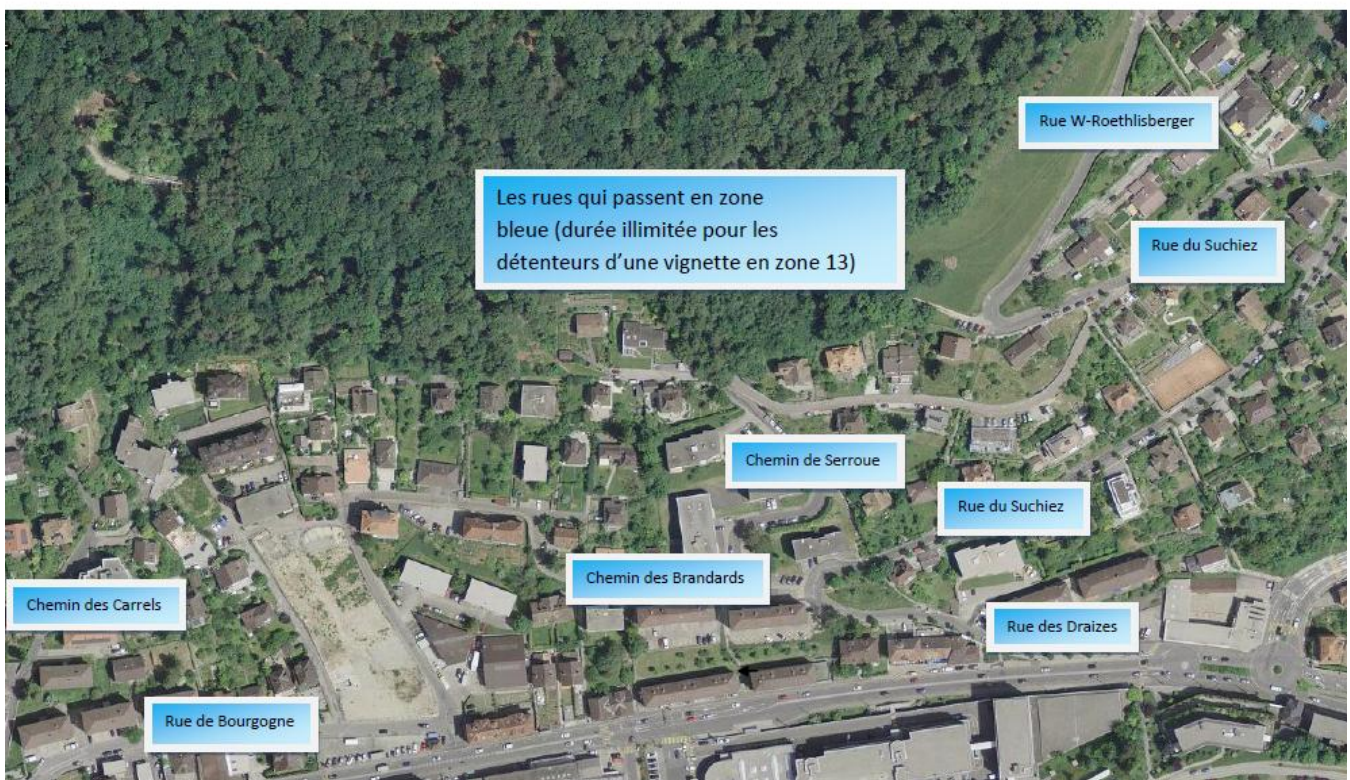 Rue W-Roethlisberger
Les rues qui passent en zone
bleue (durée illimitée pour les
détenteurs d’une vignette en zone 13)
Rue du Suchiez
Chemin de Serroue
Rue du Suchiez
Chemin des Brandards
Chemin des Carrels
Rue des Draizes
Rue de Bourgogne